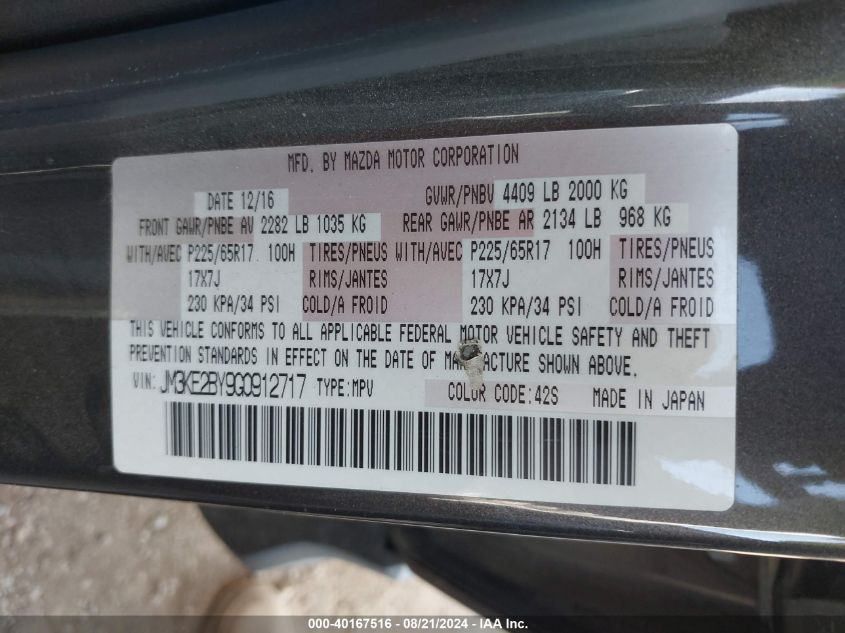 MFD. BY MAZDA MOTOR CORPORATION
DATE 12/16 GVWR/PNBV 4409 LB 2000 KG
FRONT GAWR/PNBE AV 2282 LB 1035 KG REAR GAWR/PNBE AR 2134 LB 968 KG
WITH/AVEC P225/65R17 100H TIRES/PNEUS WITH/AVEC P225/65R17 100H TIRES/PNEUS
17X7J RIMS/JANTES 17X7J RIMS/JANTES
230 KPA/34 PSI COLD/A FROID 230 KPA/34 PSI COLD/A FROID
THIS VEHICLE CONFORMS TO ALL APPLICABLE FEDERAL MOTOR VEHICLE SAFETY AND THEFT
PREVENTION STANDARDS IN EFFECT ON THE DATE OF MANUFACTURE SHOWN ABOVE.
VIN: JM3KE2BY9G0912717 TYPE:MPV COLOR CODE:42S MADE IN JAPAN
000-40167516 - 08/21/2024 - IAA Inc.